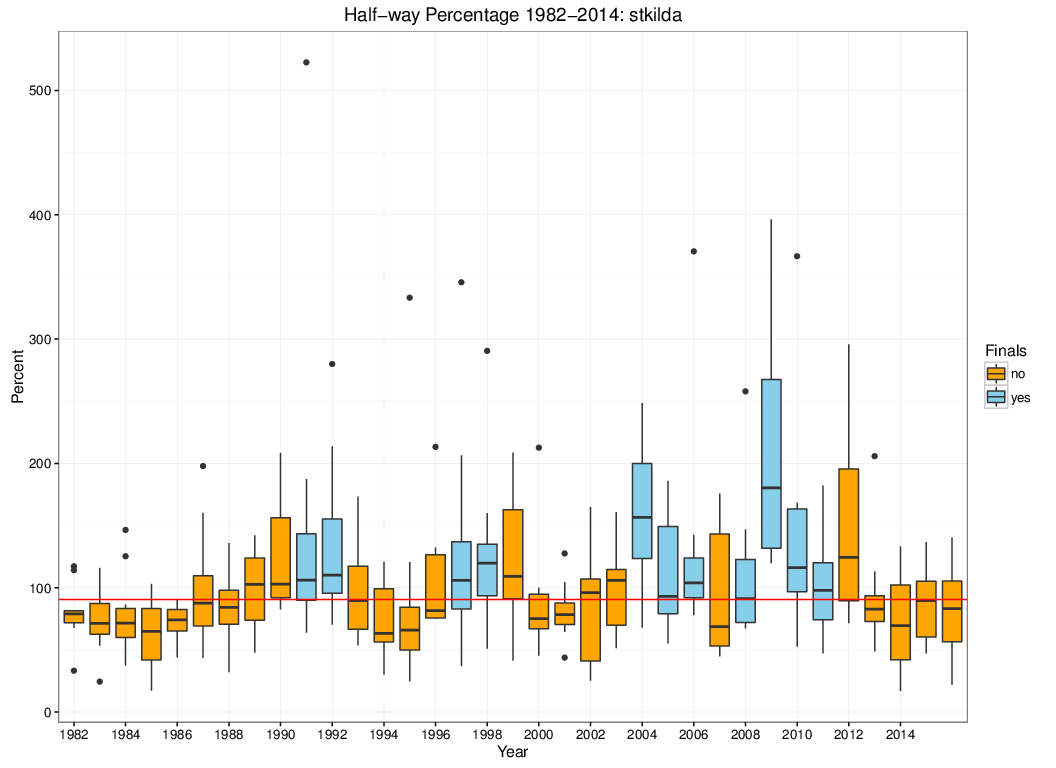 Half−way Percentage 1982−2014: stkilda
500
400
300
200
100
0
Percent
1982 1984 1986 1988 1990 1992 1994 1996 1998 2000 2002 2004 2006 2008 2010 2012 2014
Year
Finals
no
yes